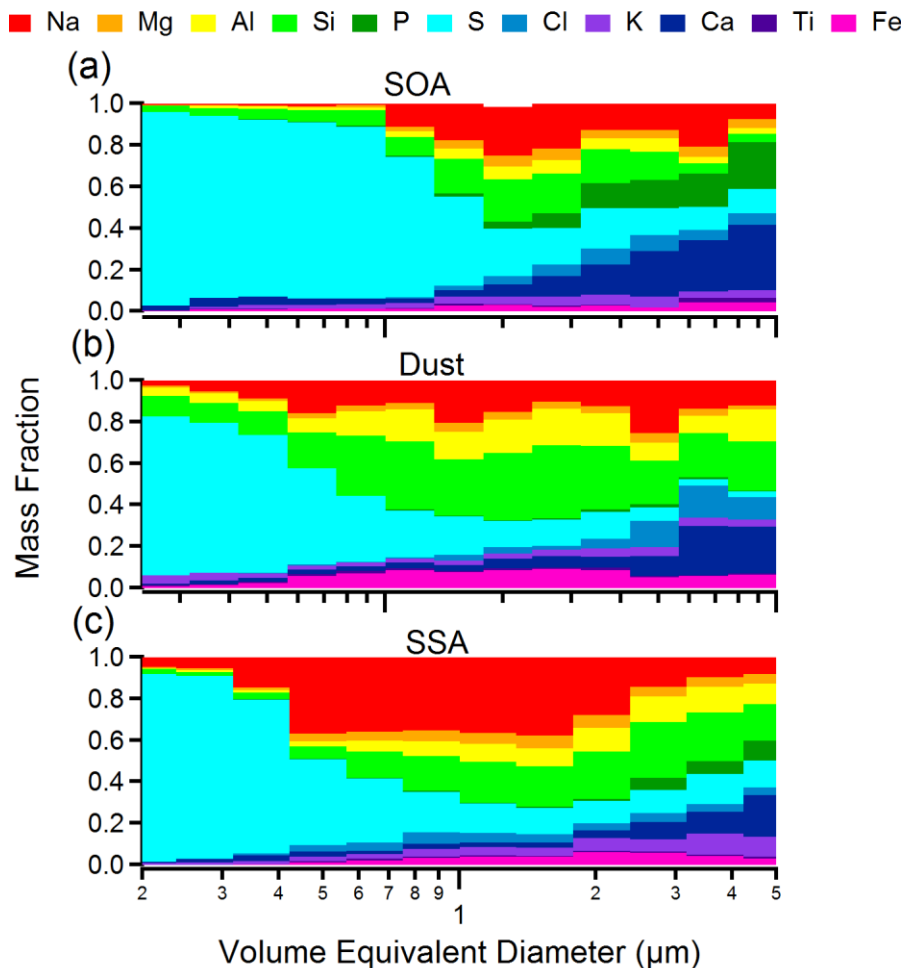 Na Mg Al Si P S Cl K Ca Ti Fe
(a)
SOA
1.0
0.8
0.6
0.4
0.2
0.0
(b)
Dust
1.0
0.8
0.6
0.4
0.2
0.0
Mass Fraction
(c)
SSA
1.0
0.8
0.6
0.4
0.2
0.0
2 3 4 5 6 7 8 9 2 3 4 5
1
Volume Equivalent Diameter (µm)